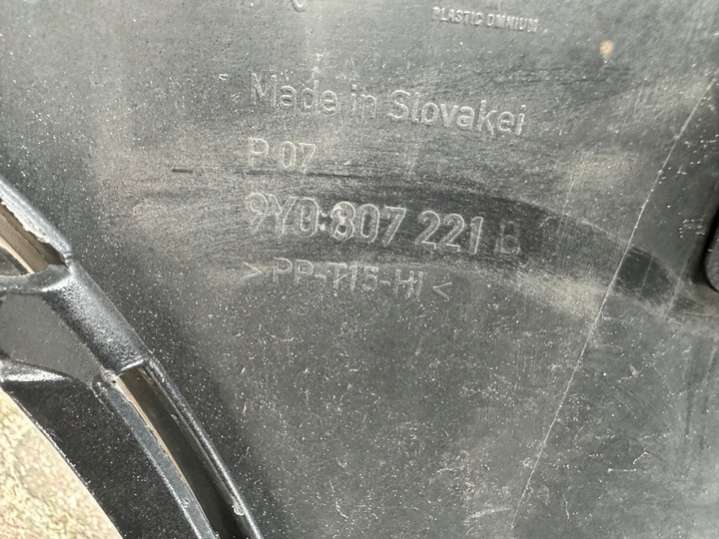 PLASTIC OMNIUM
Made in Slovakei
P 07
9Y0.807 221 B
> PP-T15-HI <